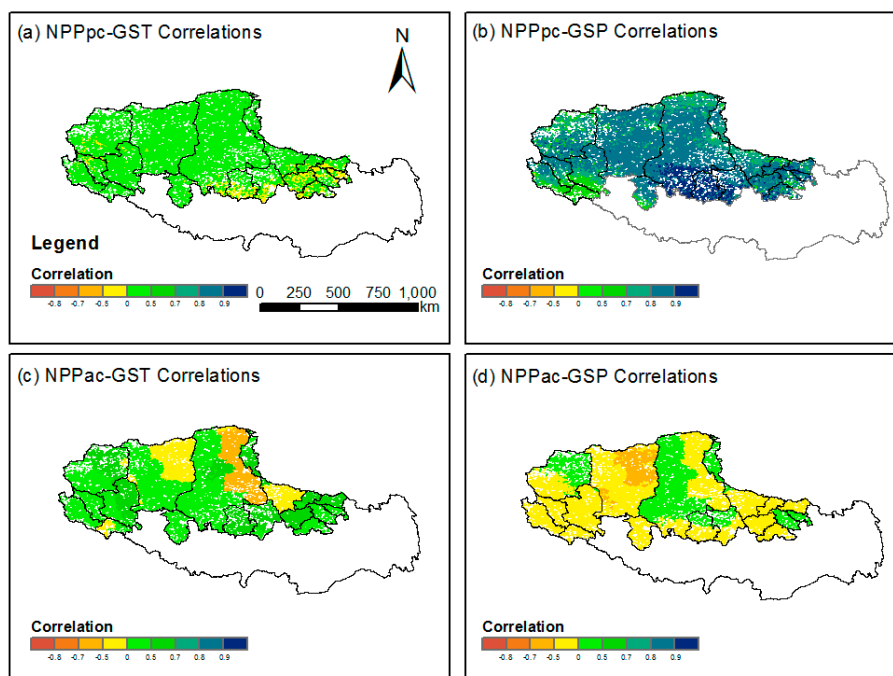 (a) NPPpc-GST Correlations
N
Legend
Correlation
-0.8 -0.7 -0.5 0 0.5 0.7 0.8 0.9
0 250 500 750 1,000
km
(b) NPPpc-GSP Correlations
Correlation
-0.8 -0.7 -0.5 0 0.5 0.7 0.8 0.9
(c) NPPac-GST Correlations
Correlation
-0.8 -0.7 -0.5 0 0.5 0.7 0.8 0.9
(d) NPPac-GSP Correlations
Correlation
-0.8 -0.7 -0.5 0 0.5 0.7 0.8 0.9